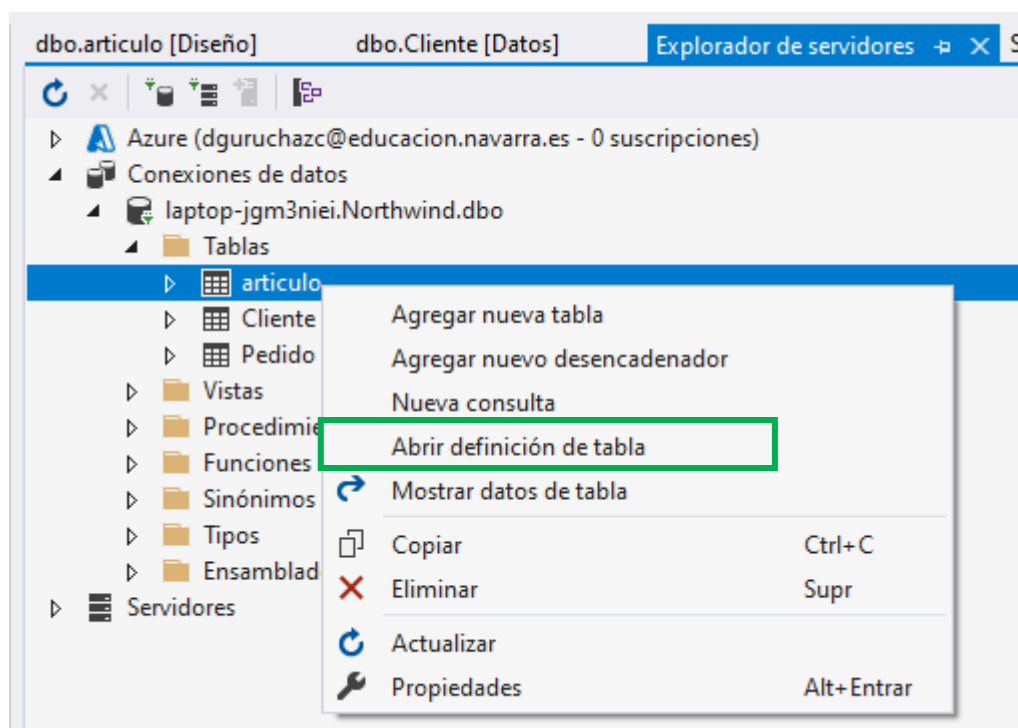 dbo.articulo [Diseño] dbo.Cliente [Datos] Explorador de servidores S
Azure (dguruchazc@educacion.navarra.es - 0 suscripciones)
Conexiones de datos
laptop-jgm3niei.Northwind.dbo
Tablas
articulo
Cliente
Pedido
Vistas
Procedimie
Funciones
Sinónimos
Tipos
Ensamblad
Servidores
Agregar nueva tabla
Agregar nuevo desencadenador
Nueva consulta
Abrir definición de tabla
Mostrar datos de tabla
Copiar Ctrl+C
Eliminar Supr
Actualizar
Propiedades Alt+Entrar